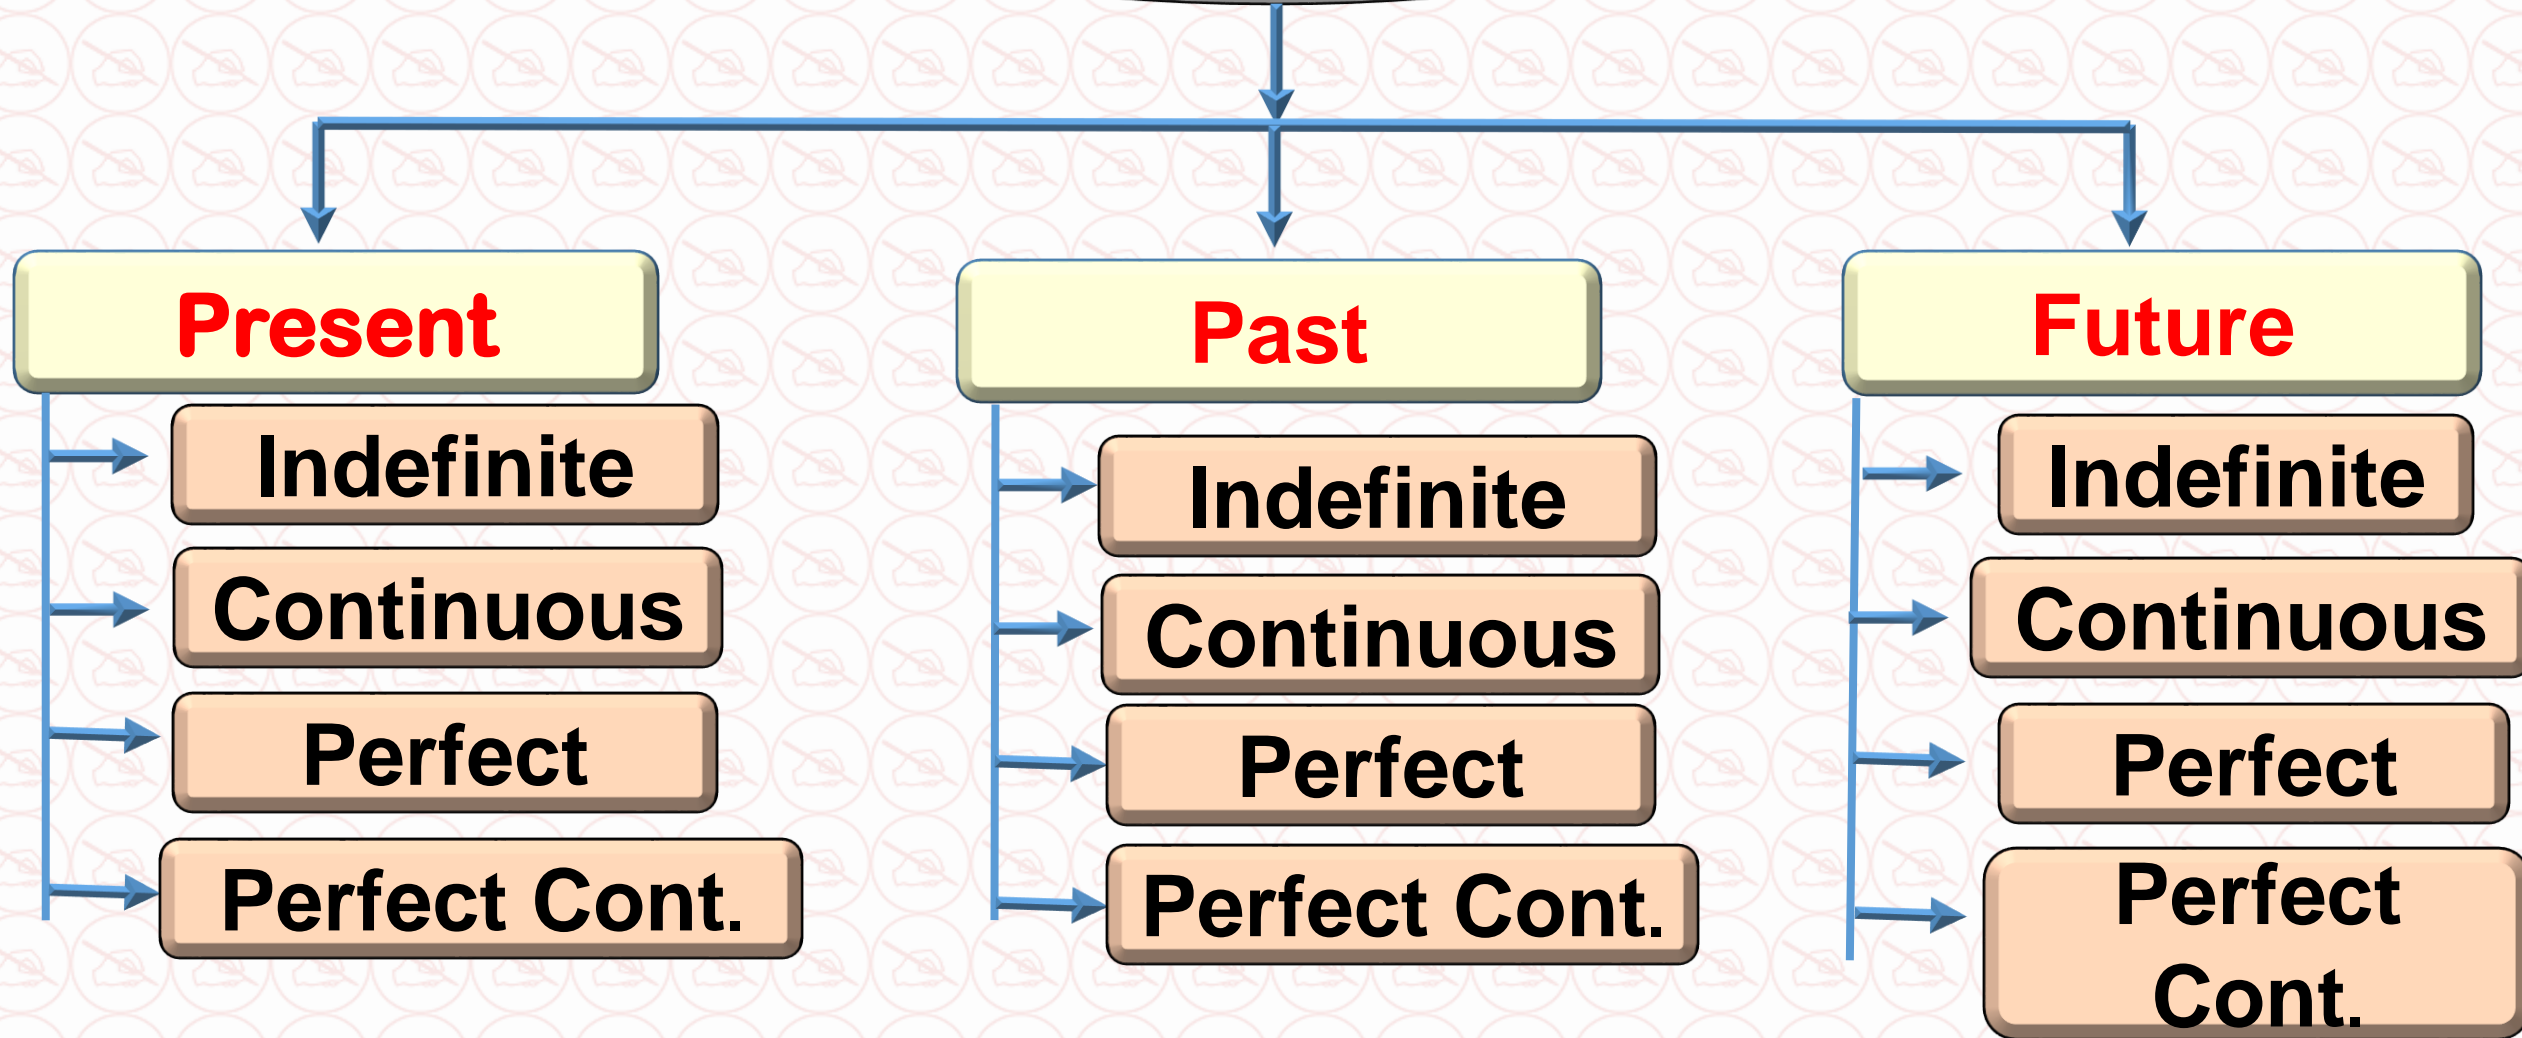 Present
Indefinite
Continuous
Perfect
Perfect Cont.
Past
Indefinite
Continuous
Perfect
Perfect Cont.
Future
Indefinite
Continuous
Perfect
Perfect
Cont.